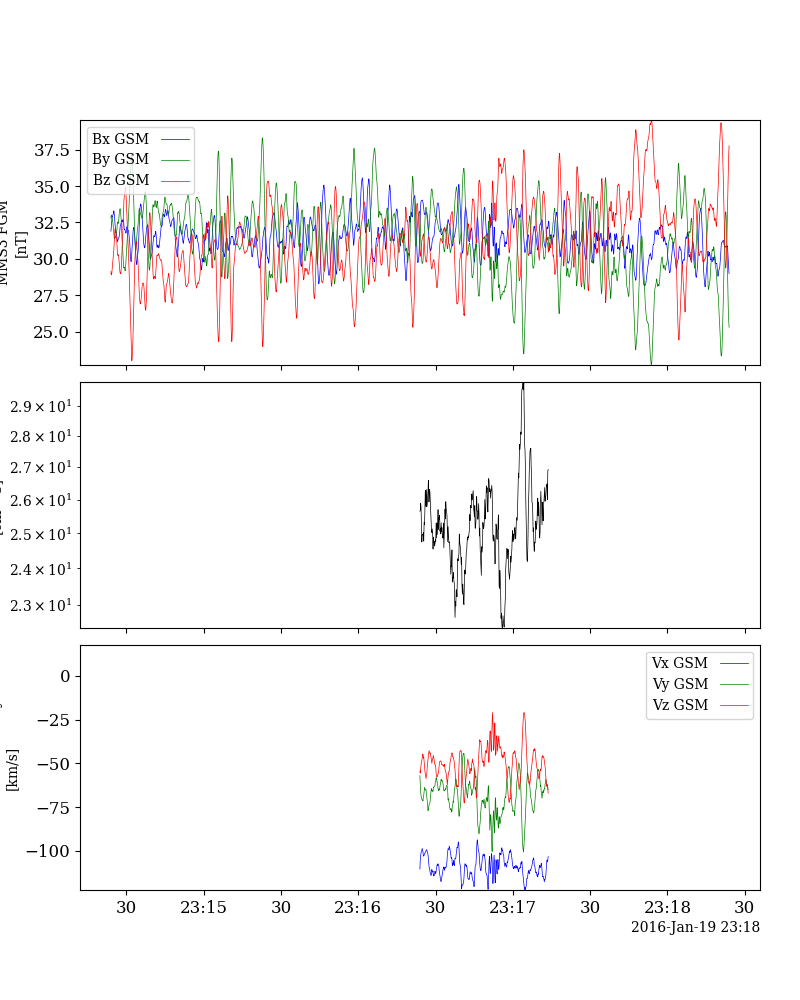 Bx GSM
By GSM
Bz GSM
37.5
35.0
32.5
30.0
27.5
25.0
MMS3 FGM
[nT]
2.9 × 10¹
2.8 × 10¹
2.7 × 10¹
2.6 × 10¹
2.5 × 10¹
2.4 × 10¹
2.3 × 10¹
Vx GSM
Vy GSM
Vz GSM
0
−25
−50
−75
−100
[km/s]
30 23:15 30 23:16 30 23:17 30 23:18 30
2016-Jan-19 23:18